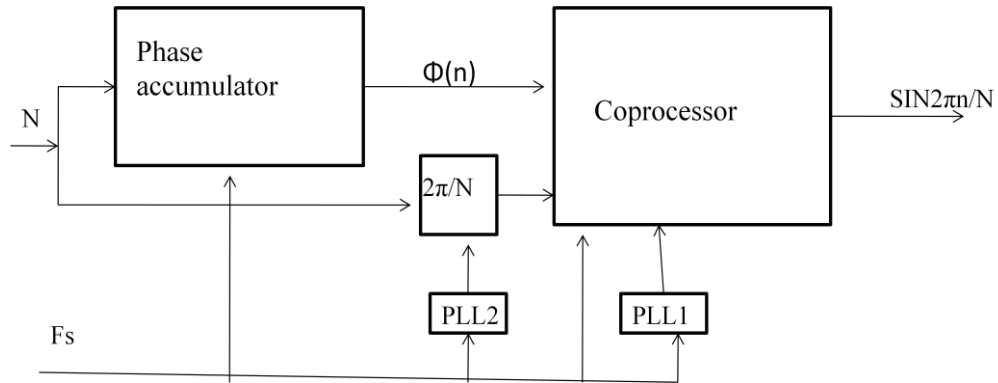 Phase
accumulator
Φ(n)
N
Coprocessor
SIN2πn/N
2π/N
PLL2
PLL1
Fs